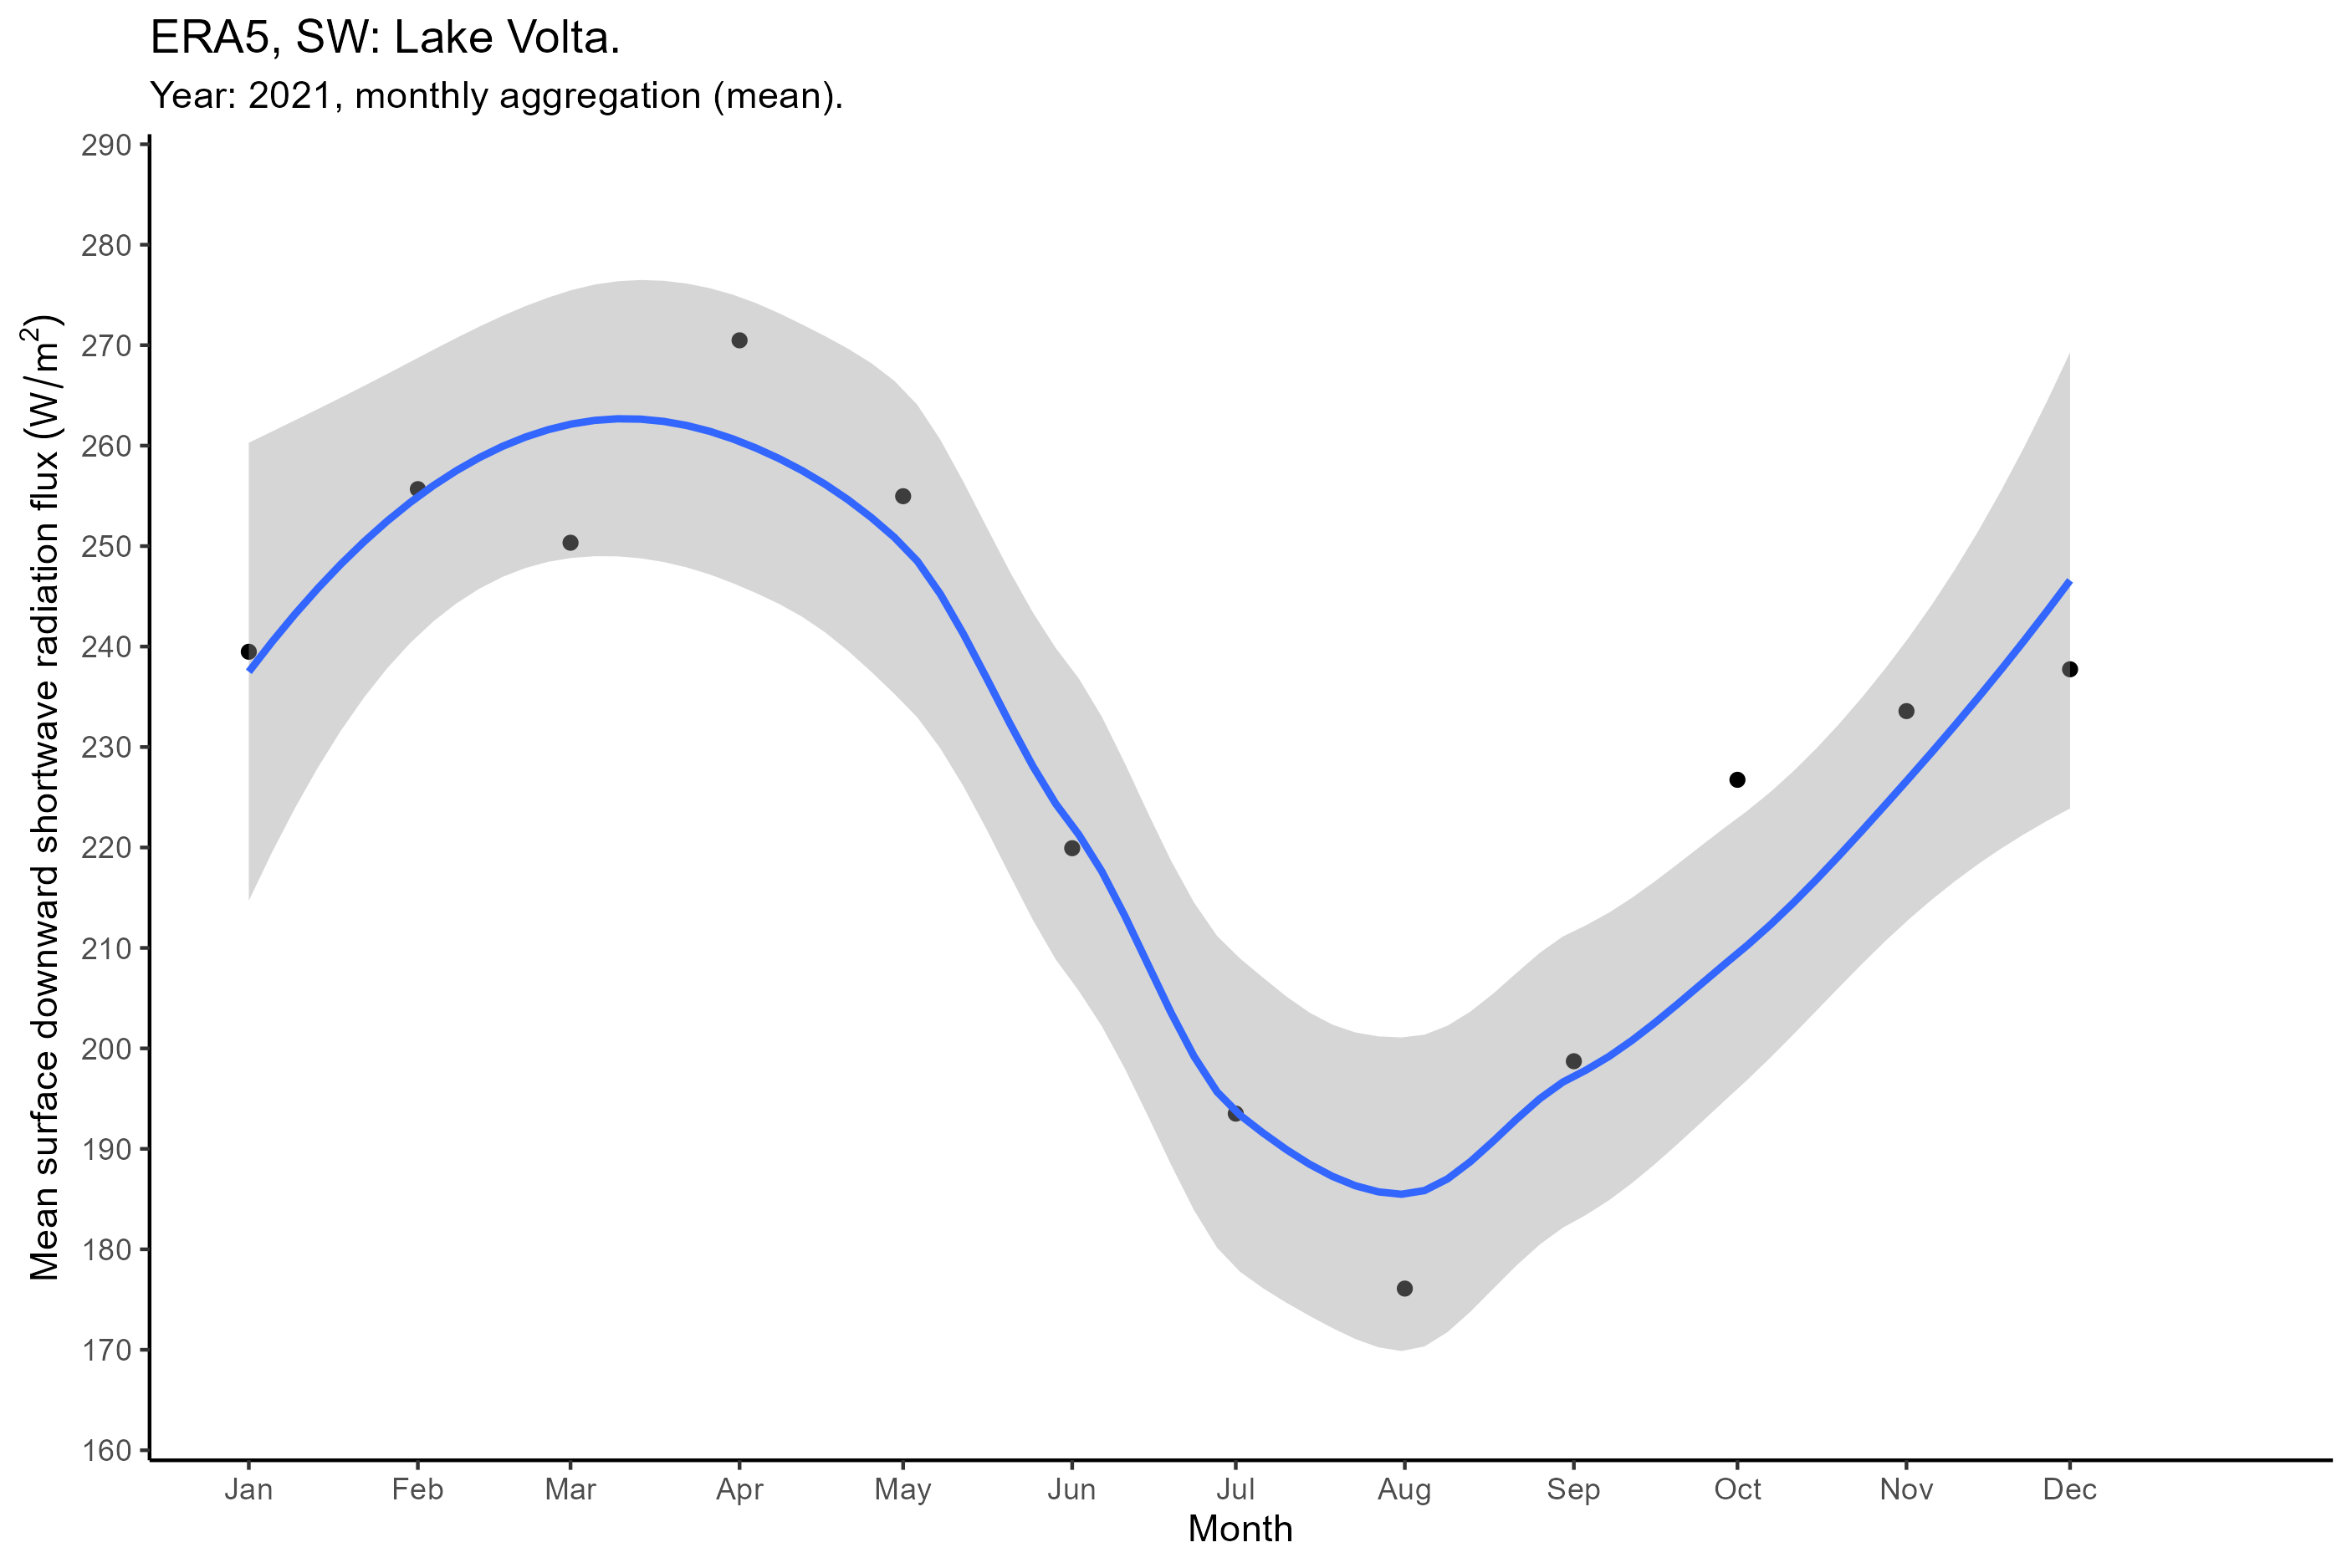 ERA5, SW: Lake Volta.
Year: 2021, monthly aggregation (mean).
Mean surface downward shortwave radiation flux (W/m²)
290
280
270
260
250
240
230
220
210
200
190
180
170
160
Jan Feb Mar Apr May Jun Jul Aug Sep Oct Nov Dec
Month